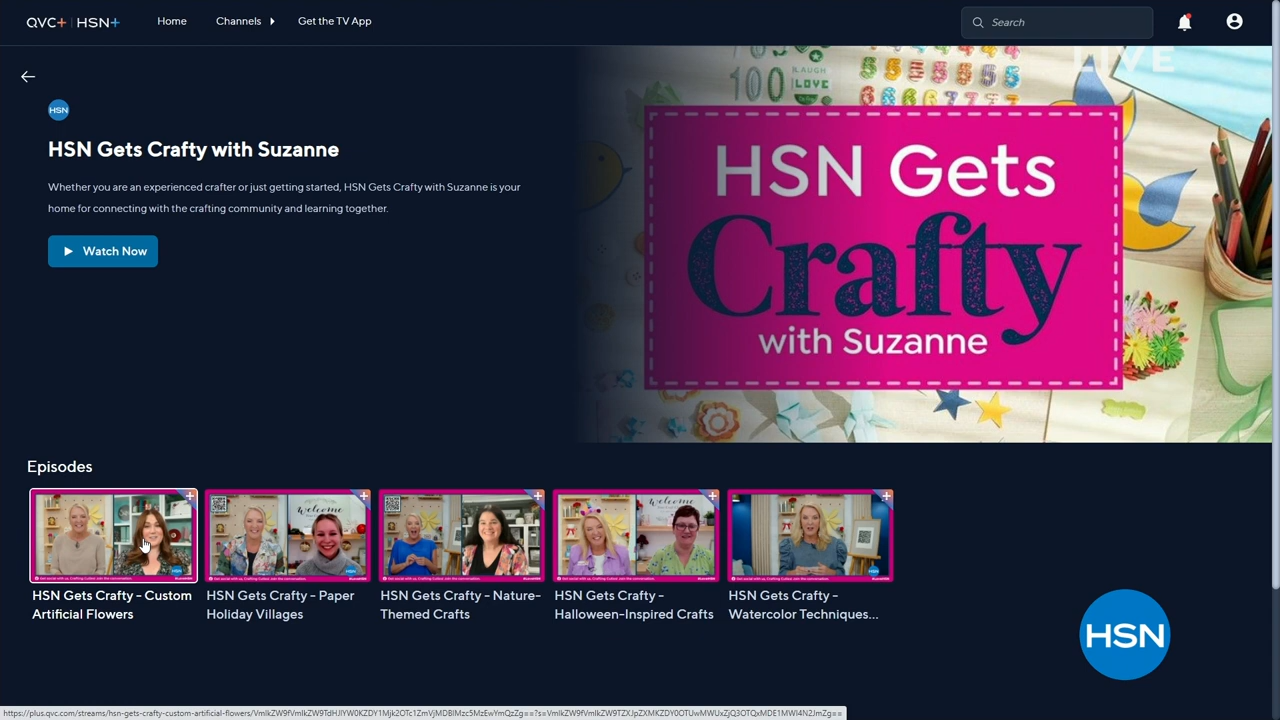 QVC+ | HSN+
Home
Channels
Get the TV App
Search
HSN
HSN Gets Crafty with Suzanne
Whether you are an experienced crafter or just getting started, HSN Gets Crafty with Suzanne is your
home for connecting with the crafting community and learning together.
Watch Now
LIVE
100
LAUGH
LOVE
HSN Gets
Crafty
with Suzanne
Episodes
HSN Gets Crafty - Custom
Artificial Flowers
HSN Gets Crafty - Paper
Holiday Villages
HSN Gets Crafty - Nature-
Themed Crafts
HSN Gets Crafty -
Halloween-Inspired Crafts
HSN Gets Crafty -
Watercolor Techniques...
HSN